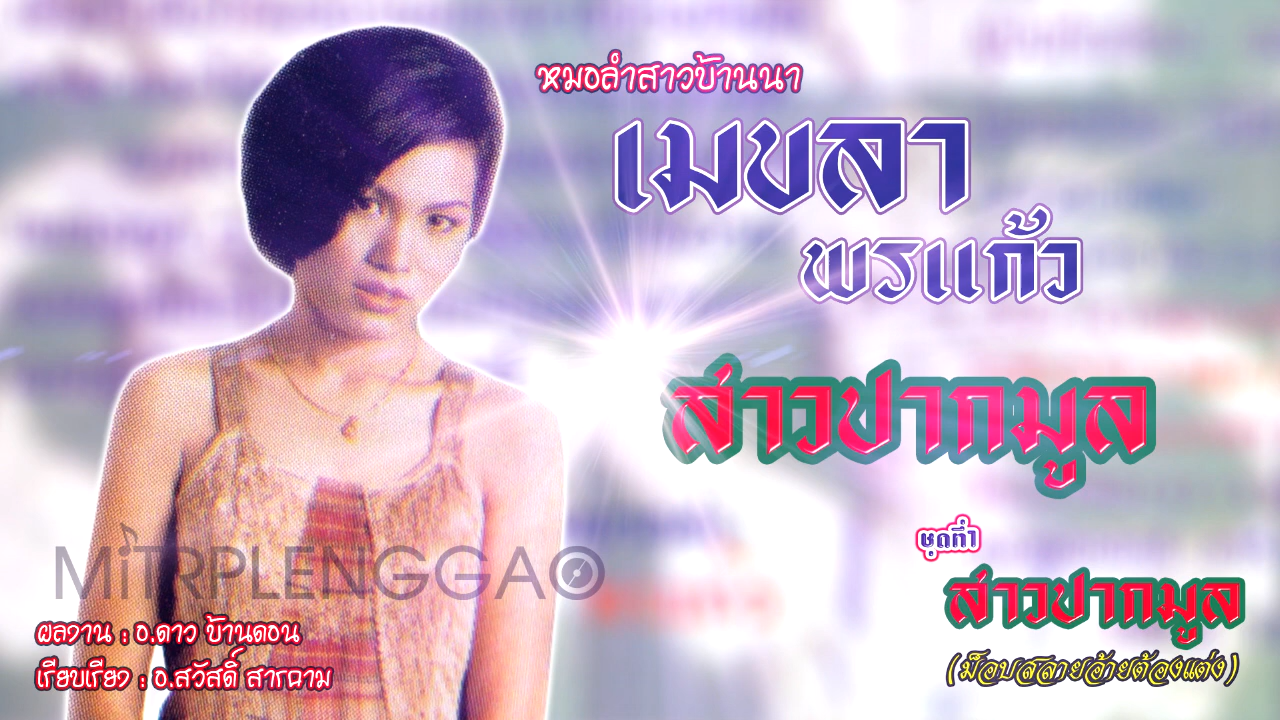 หมอลำสาวบ้านนา
เมขลา
พรแก้ว
สาวปากมูล
ชุดที่1
สาวปากมูล
(ม็อบสลายอ้ายต้องแต่ง)
MiTRPLENGGAO
ผลงาน : อ.ดาว บ้านดอน
เรียบเรียง : อ.สวัสดิ์ สารคาม